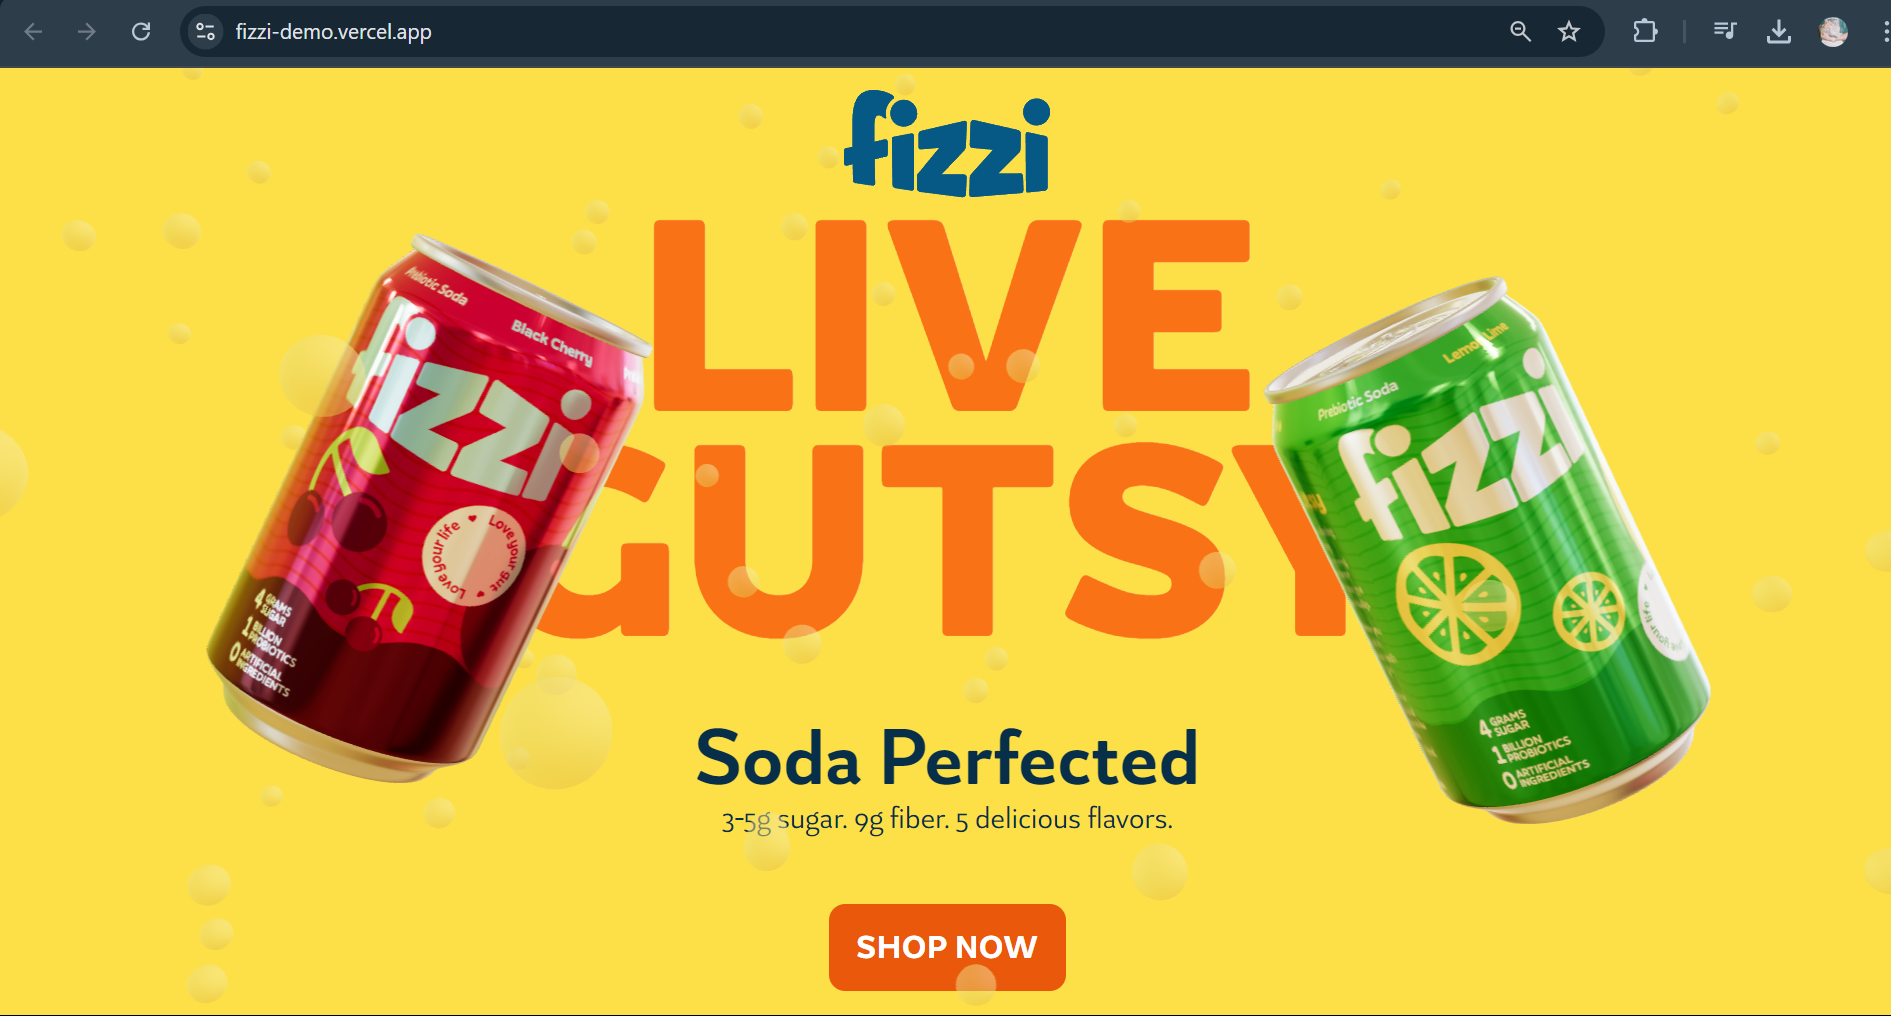 fizzi-demo.vercel.app
fizzi
LIVE
GUTSY
Prebiotic Soda
Black Cherry
fizzi
Love your life ♥ Love your gut ♥
4 GRAMS
SUGAR
1 BILLION
PROBIOTICS
0 ARTIFICIAL
INGREDIENTS
Lemon Lime
Prebiotic Soda
fizzi
4 GRAMS
SUGAR
1 BILLION
PROBIOTICS
0 ARTIFICIAL
INGREDIENTS
Soda Perfected
3-5g sugar. 9g fiber. 5 delicious flavors.
SHOP NOW